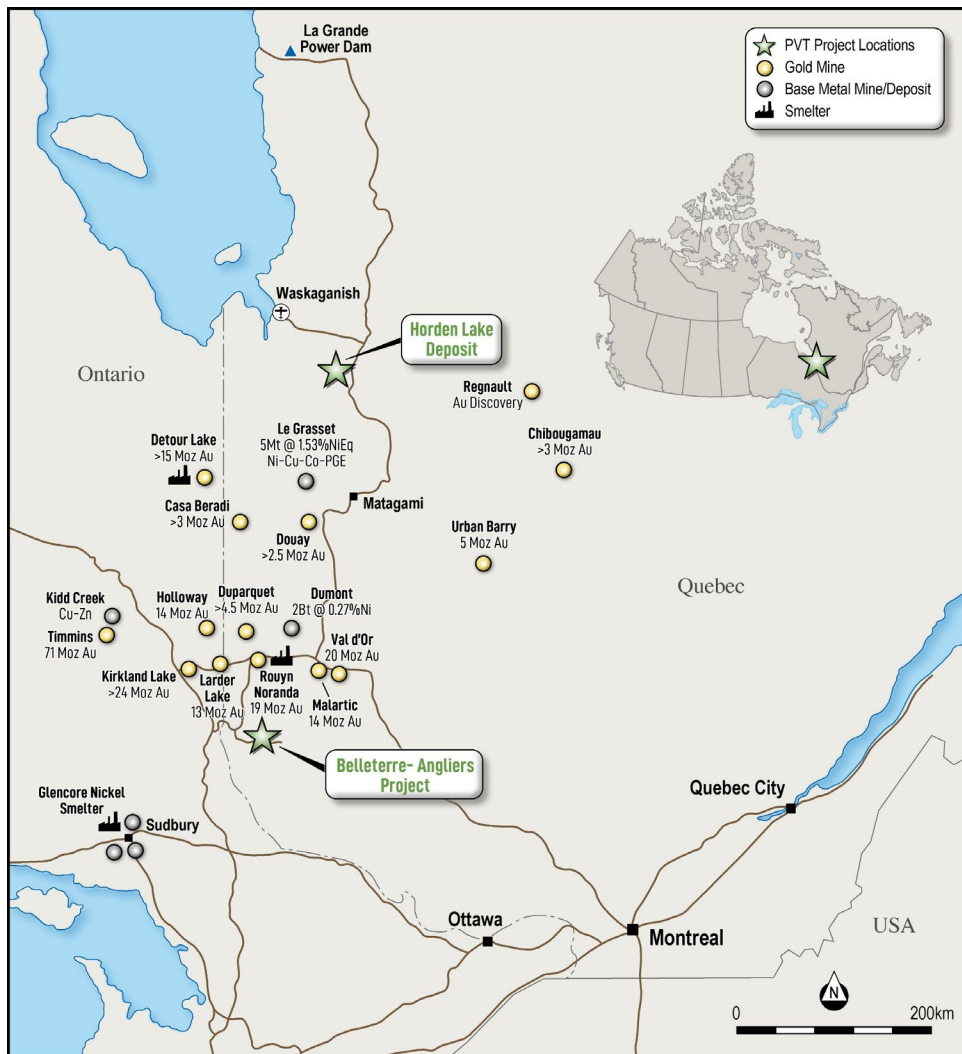 La Grande
Power Dam
PVT Project Locations
Gold Mine
Base Metal Mine/Deposit
Smelter
Waskaganish
Horden Lake
Deposit
Ontario
Regnault
Au Discovery
Chibougamau
>3 Moz Au
Detour Lake
>15 Moz Au
Le Grasset
5Mt @ 1.53%NiEq
Ni-Cu-Co-PGE
Matagami
Casa Beradi
>3 Moz Au
Douay
>2.5 Moz Au
Urban Barry
5 Moz Au
Quebec
Kidd Creek
Cu-Zn
Timmins
71 Moz Au
Holloway
14 Moz Au
Duparquet
>4.5 Moz Au
Dumont
2Bt @ 0.27%Ni
Val d'Or
20 Moz Au
Kirkland Lake
>24 Moz Au
Larder
Lake
13 Moz Au
Rouyn
Noranda
19 Moz Au
Malartic
14 Moz Au
Belleterre- Angliers
Project
Glencore Nickel
Smelter
Sudbury
Quebec City
Ottawa
Montreal
USA
N
0 200km